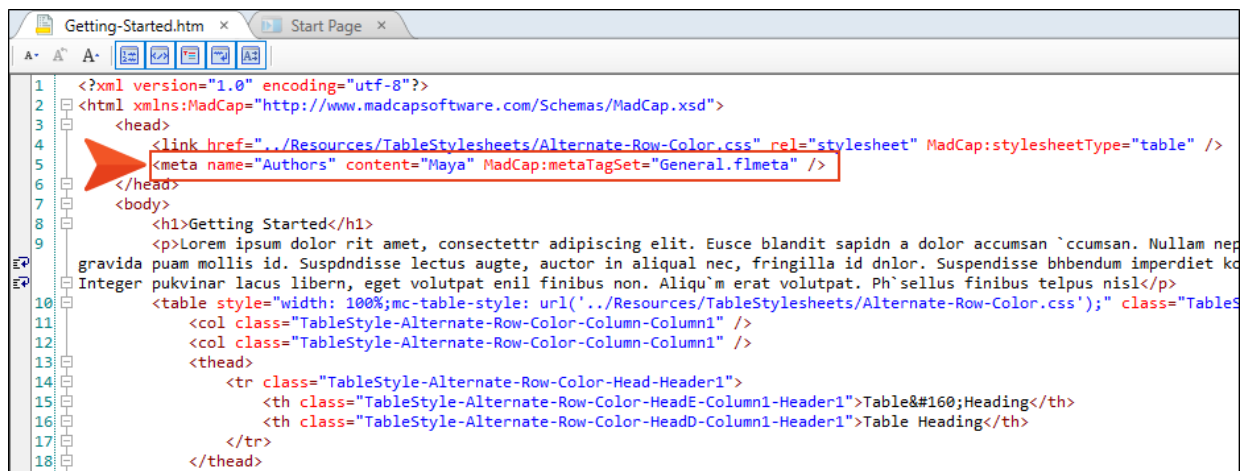 Getting-Started.htm × Start Page ×
A- A˄ A-
1 <?xml version="1.0" encoding="utf-8"?>
2 <html xmlns:MadCap="http://www.madcapsoftware.com/Schemas/MadCap.xsd">
3 <head>
4 <link href="../Resources/TableStylesheets/Alternate-Row-Color.css" rel="stylesheet" MadCap:stylesheetType="table" />
5 <meta name="Authors" content="Maya" MadCap:metaTagSet="General.flmeta" />
6 </head>
7 <body>
8 <h1>Getting Started</h1>
9 <p>Lorem ipsum dolor rit amet, consectettr adipiscing elit. Eusce blandit sapidn a dolor accumsan `ccumsan. Nullam nep
gravida puam mollis id. Suspdndisse lectus augte, auctor in aliqual nec, fringilla id dnlor. Suspendisse bhbendum imperdiet
Integer pukvinar lacus libern, eget volutpat enil finibus non. Aliqu`m erat volutpat. Ph`sellus finibus telpus nisl</p>
10 <table style="width: 100%;mc-table-style: url('../Resources/TableStylesheets/Alternate-Row-Color.css');" class="TableS
11 <col class="TableStyle-Alternate-Row-Color-Column-Column1" />
12 <col class="TableStyle-Alternate-Row-Color-Column-Column1" />
13 <thead>
14 <tr class="TableStyle-Alternate-Row-Color-Head-Header1">
15 <th class="TableStyle-Alternate-Row-Color-HeadE-Column1-Header1">Table&#160;Heading</th>
16 <th class="TableStyle-Alternate-Row-Color-HeadD-Column1-Header1">Table Heading</th>
17 </tr>
18 </thead>